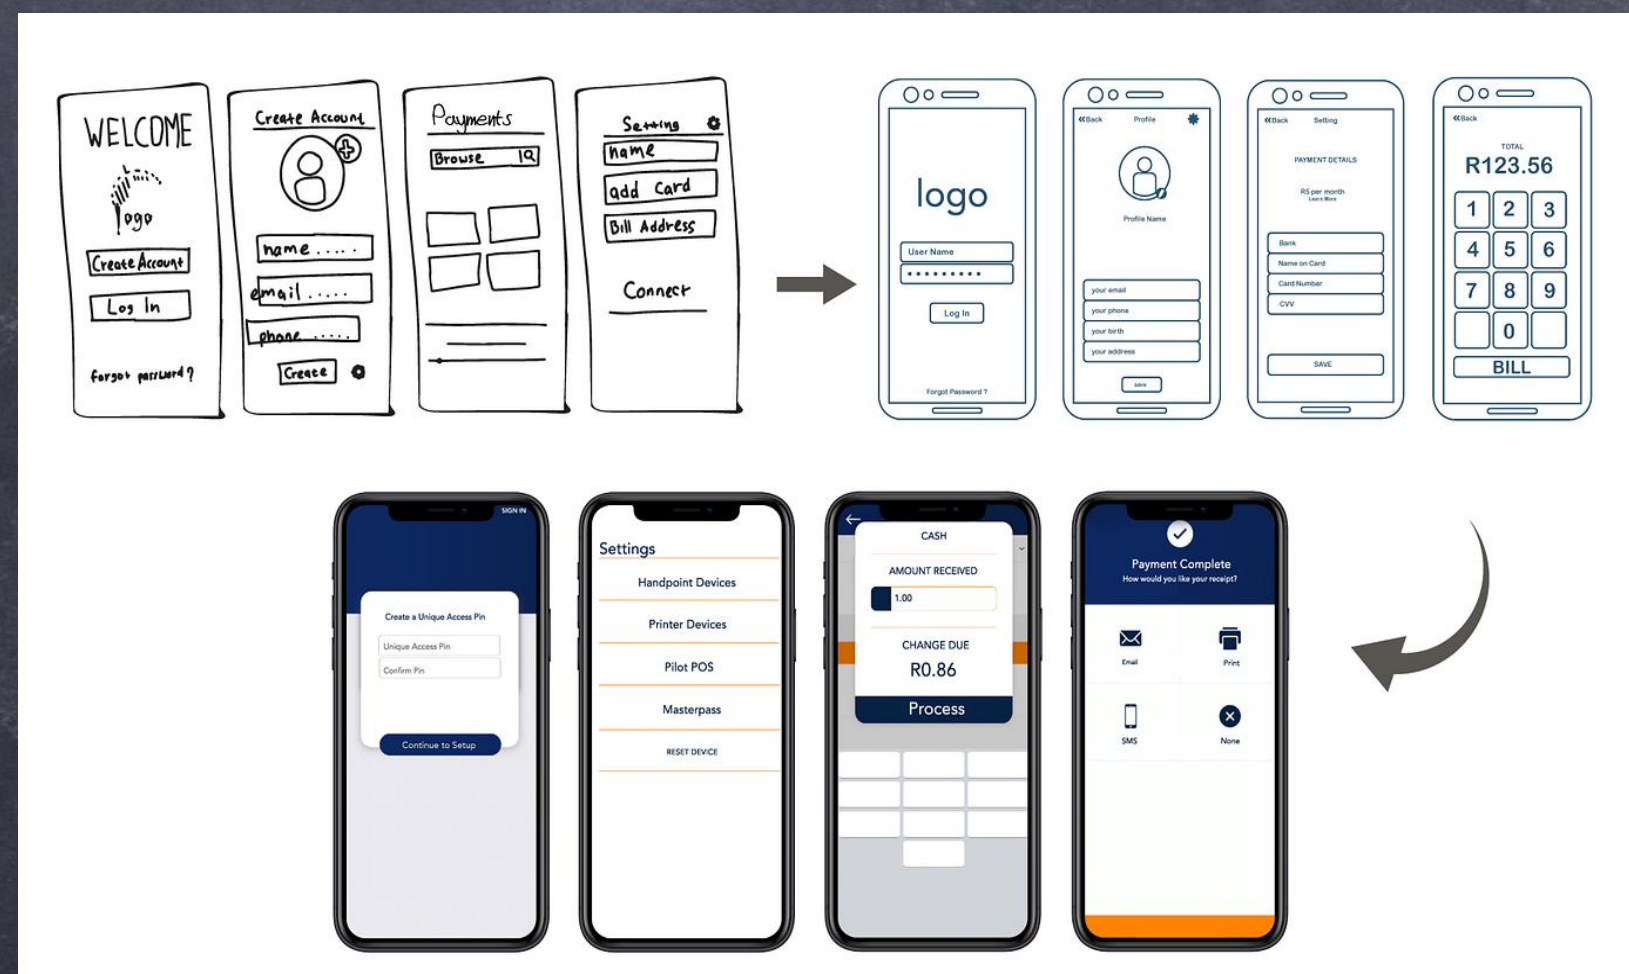 WELCOME
logo
Create Account
Log In
forgot password?
Create Account
name .....
email .....
phone .....
Create
Payments
Browse
Setting
name
add Card
Bill Address
Connect
logo
User Name
Log In
Forgot Password ?
«Back Profile
Profile Name
your email
your phone
your birth
your address
save
«Back Setting
PAYMENT DETAILS
R5 per month
Learn More
Bank
Name on Card
Card Number
CVV
SAVE
«Back
TOTAL
R123.56
1 2 3
4 5 6
7 8 9
0
BILL
SIGN IN
Create a Unique Access Pin
Unique Access Pin
Confirm Pin
Continue to Setup
Settings
Handpoint Devices
Printer Devices
Pilot POS
Masterpass
RESET DEVICE
CASH
AMOUNT RECEIVED
1.00
CHANGE DUE
R0.86
Process
Payment Complete
How would you like your receipt?
Email Print
SMS None